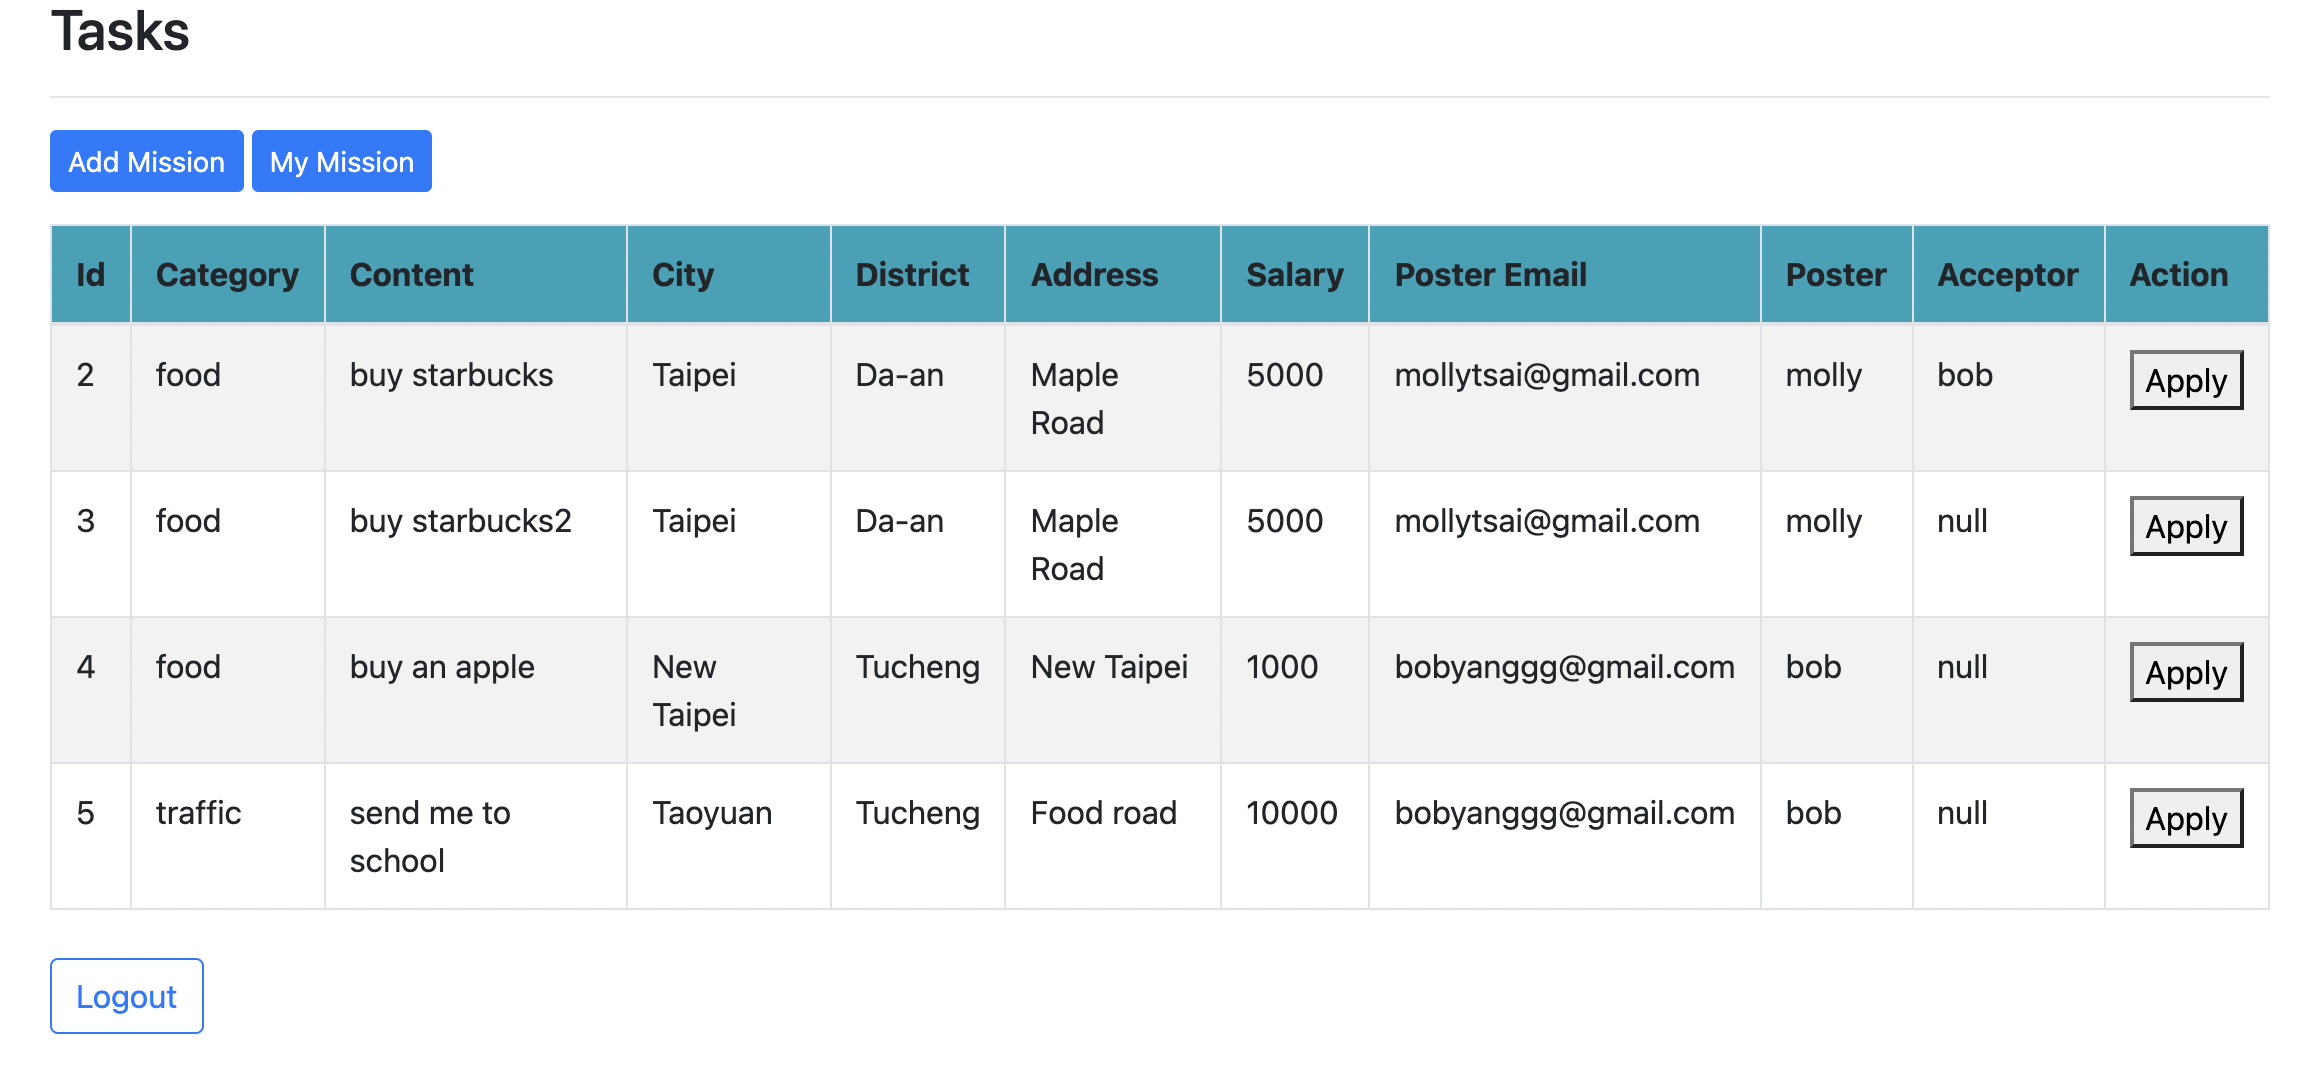 Tasks
Add Mission My Mission
Id Category Content City District Address Salary Poster Email Poster Acceptor Action
2 food buy starbucks Taipei Da-an Maple Road 5000 mollytsai@gmail.com molly bob Apply
3 food buy starbucks2 Taipei Da-an Maple Road 5000 mollytsai@gmail.com molly null Apply
4 food buy an apple New Taipei Tucheng New Taipei 1000 bobyanggg@gmail.com bob null Apply
5 traffic send me to school Taoyuan Tucheng Food road 10000 bobyanggg@gmail.com bob null Apply
Logout